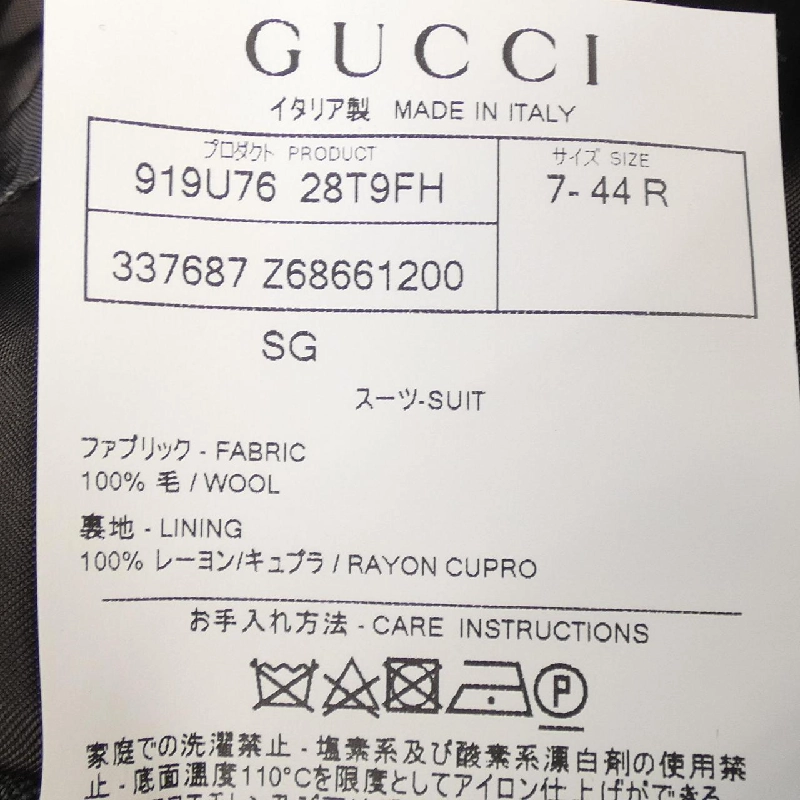 GUCCI
イタリア製 MADE IN ITALY
プロダクト PRODUCT
サイズ SIZE
919U76 28T9FH
7- 44 R
337687 Z68661200
SG
スーツ-SUIT
ファブリック - FABRIC
100% 毛 / WOOL
裏地 - LINING
100% レーヨン/キュプラ / RAYON CUPRO
お手入れ方法 - CARE INSTRUCTIONS
P
家庭での洗濯禁止 - 塩素系及び酸素系漂白剤の使用禁
止 - 底面温度110°Cを限度としてアイロン仕上げができる